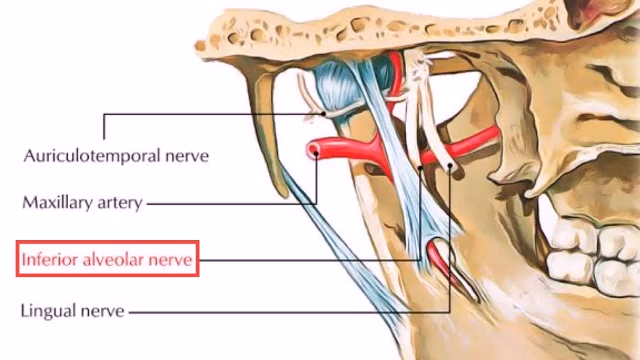 Auriculotemporal nerve
Maxillary artery
Inferior alveolar nerve
Lingual nerve